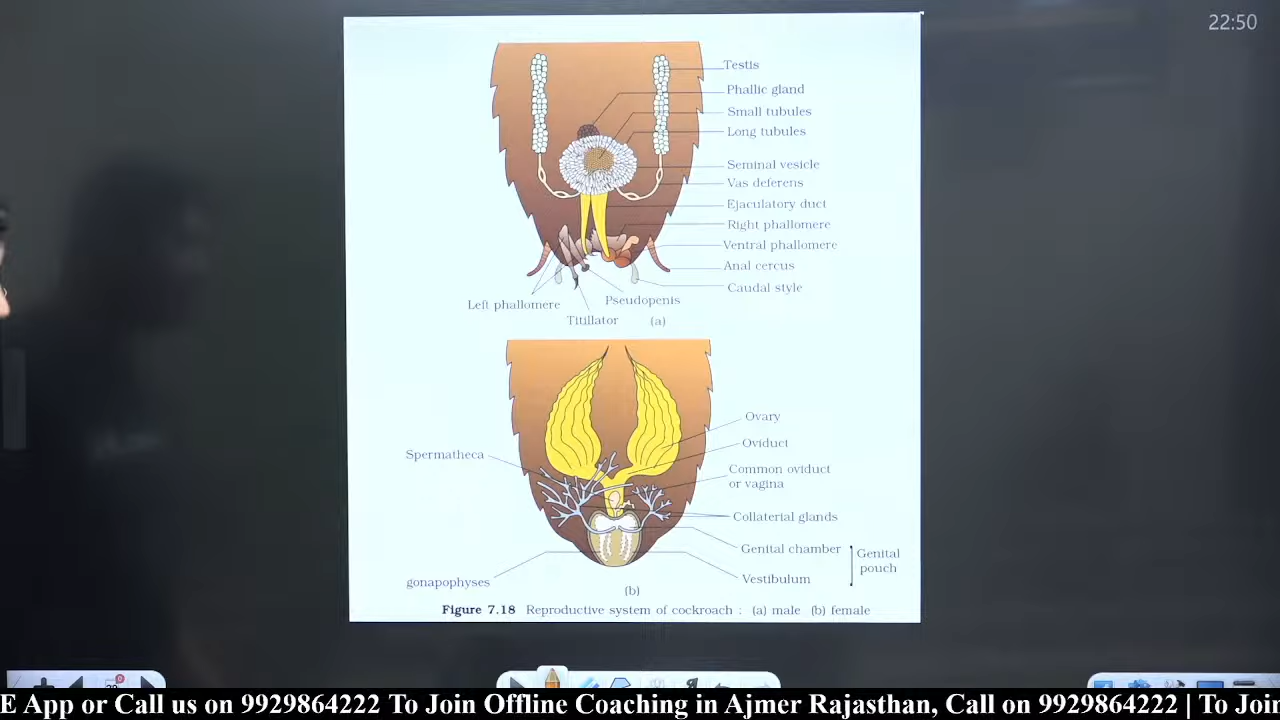 22:50
Testis
Phallic gland
Small tubules
Long tubules
Seminal vesicle
Vas deferens
Ejaculatory duct
Right phallomere
Ventral phallomere
Anal cercus
Caudal style
Left phallomere
Pseudopenis
Titillator
(a)
Ovary
Oviduct
Spermatheca
Common oviduct
or vagina
Collaterial glands
Genital chamber
Genital
pouch
Vestibulum
gonapophyses
(b)
Figure 7.18 Reproductive system of cockroach : (a) male (b) female
E App or Call us on 9929864222 To Join Offline Coaching in Ajmer Rajasthan, Call on 9929864222 | To Join